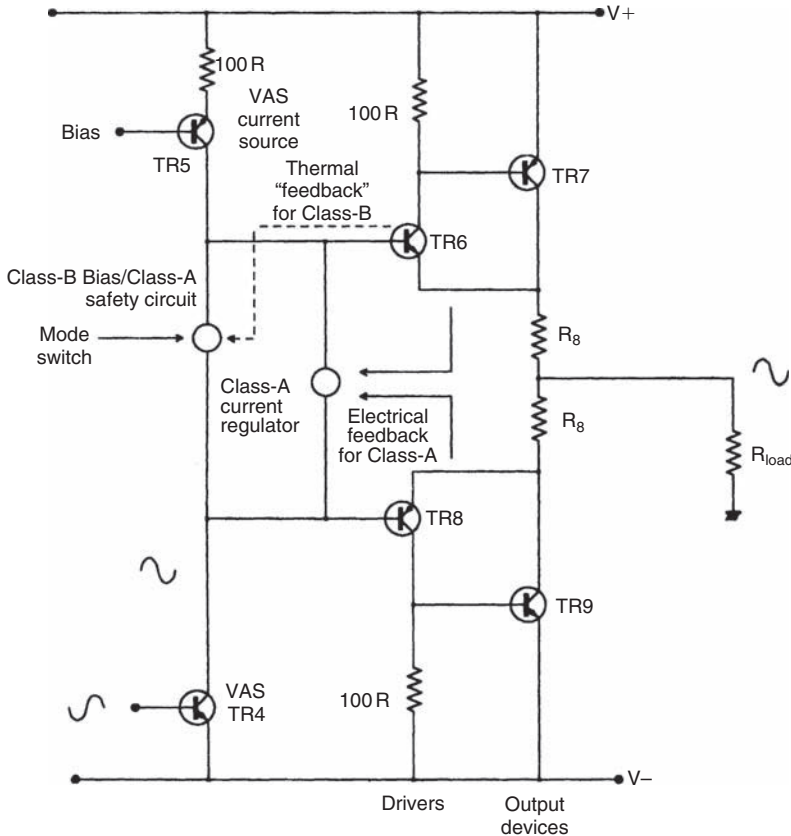 V+
100 R
VAS
current
source
Bias
TR5
100 R
TR7
Thermal
“feedback”
for Class-B
TR6
Class-B Bias/Class-A
safety circuit
Mode
switch
R8
Class-A
current
regulator
Electrical
feedback
for Class-A
R8
Rload
TR8
TR9
VAS
TR4
100 R
V–
Drivers
Output
devices